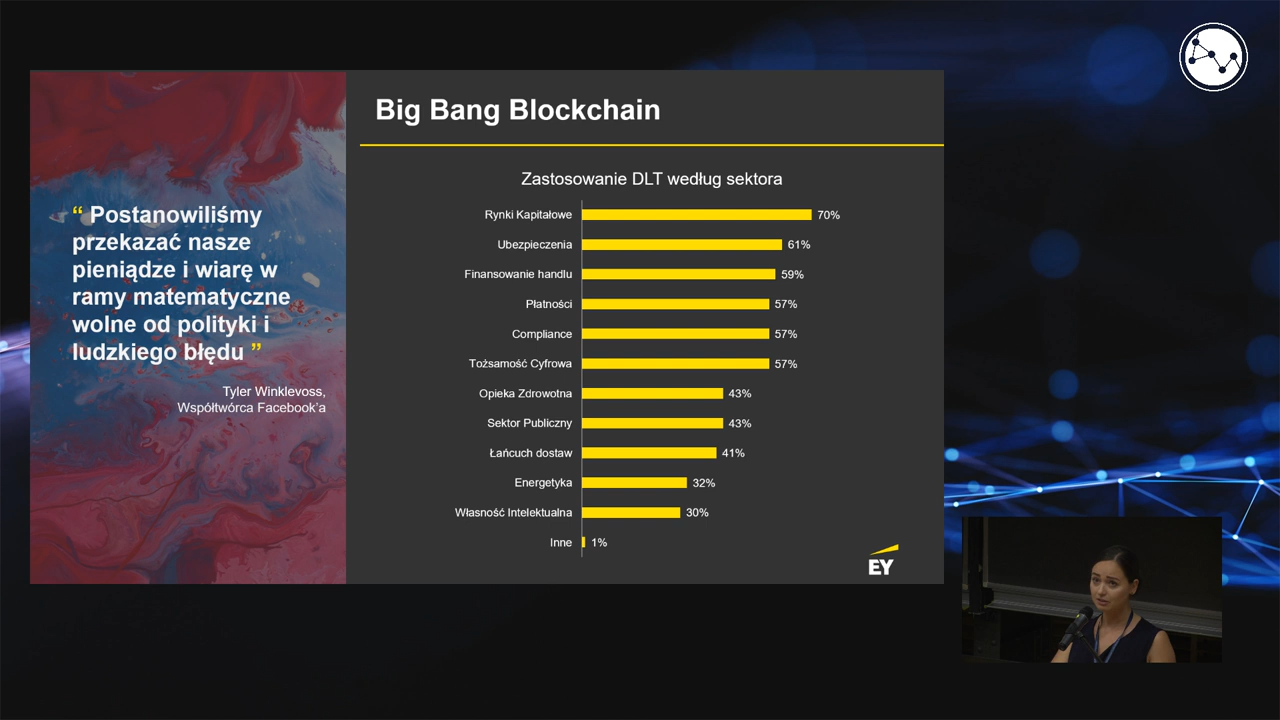 Big Bang Blockchain
“ Postanowiliśmy
przekazać nasze
pieniądze i wiarę w
ramy matematyczne
wolne od polityki i
ludzkiego błędu ”
Tyler Winklevoss,
Współtwórca Facebook’a
Zastosowanie DLT według sektora
Rynki Kapitałowe 70%
Ubezpieczenia 61%
Finansowanie handlu 59%
Płatności 57%
Compliance 57%
Tożsamość Cyfrowa 57%
Opieka Zdrowotna 43%
Sektor Publiczny 43%
Łańcuch dostaw 41%
Energetyka 32%
Własność Intelektualna 30%
Inne 1%
EY